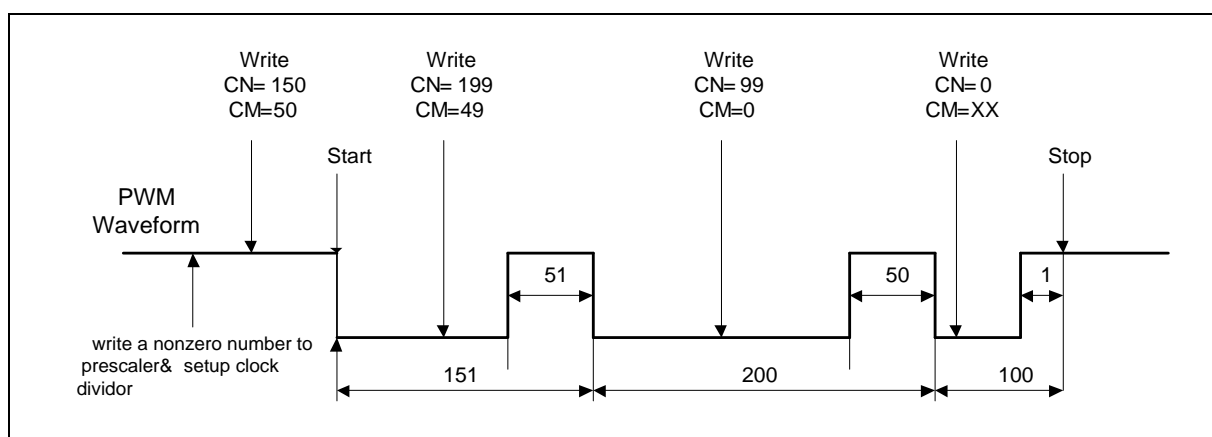 Write
CN= 150
CM=50
Write
CN= 199
CM=49
Write
CN= 99
CM=0
Write
CN= 0
CM=XX
Start
Stop
PWM
Waveform
51
50
1
write a nonzero number to
prescaler& setup clock
dividor
151
200
100